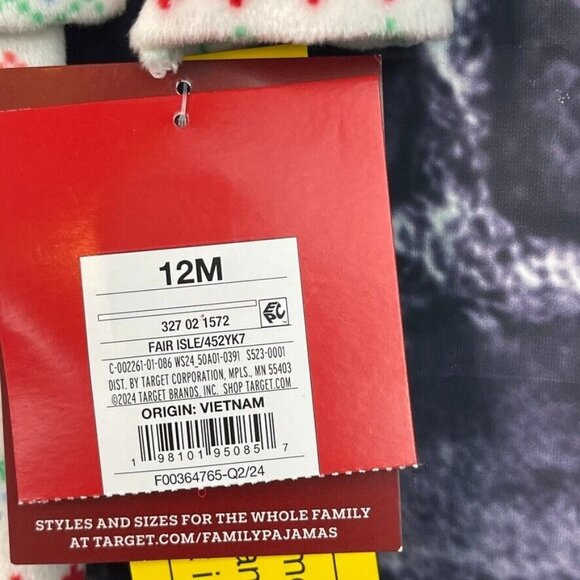 12M
EPC
327 02 1572
FAIR ISLE/452YK7
C-002261-01-086 WS24_50A01-0391 S523-0001
DIST. BY TARGET CORPORATION, MPLS., MN 55403
©2024 TARGET BRANDS, INC. SHOP TARGET.COM
ORIGIN: VIETNAM
1 98101 95085 7
F00364765-Q2/24
STYLES AND SIZES FOR THE WHOLE FAMILY
AT TARGET.COM/FAMILYPAJAMAS